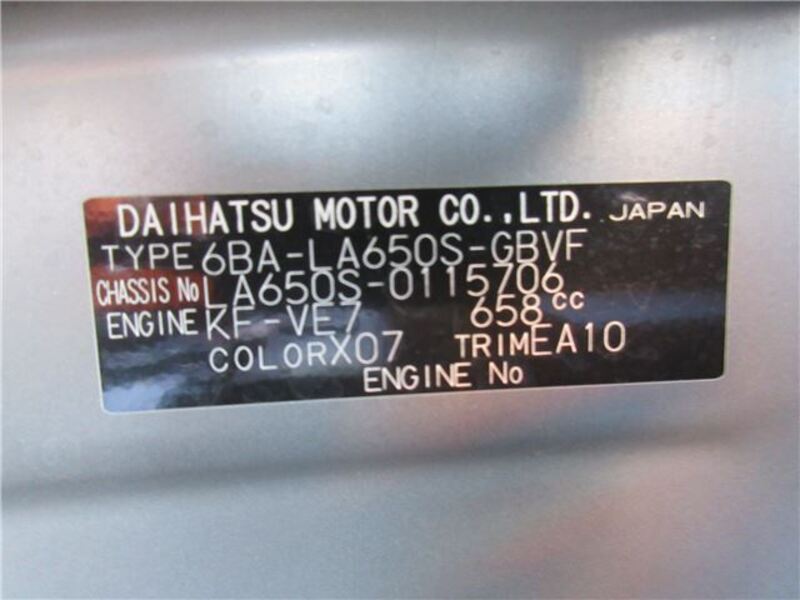 DAIHATSU MOTOR CO.,LTD. JAPAN
TYPE 6BA-LA650S-GBVF
CHASSIS No LA650S-0115706
ENGINE KF-VE7 658cc
COLOR X07 TRIM EA10
ENGINE No